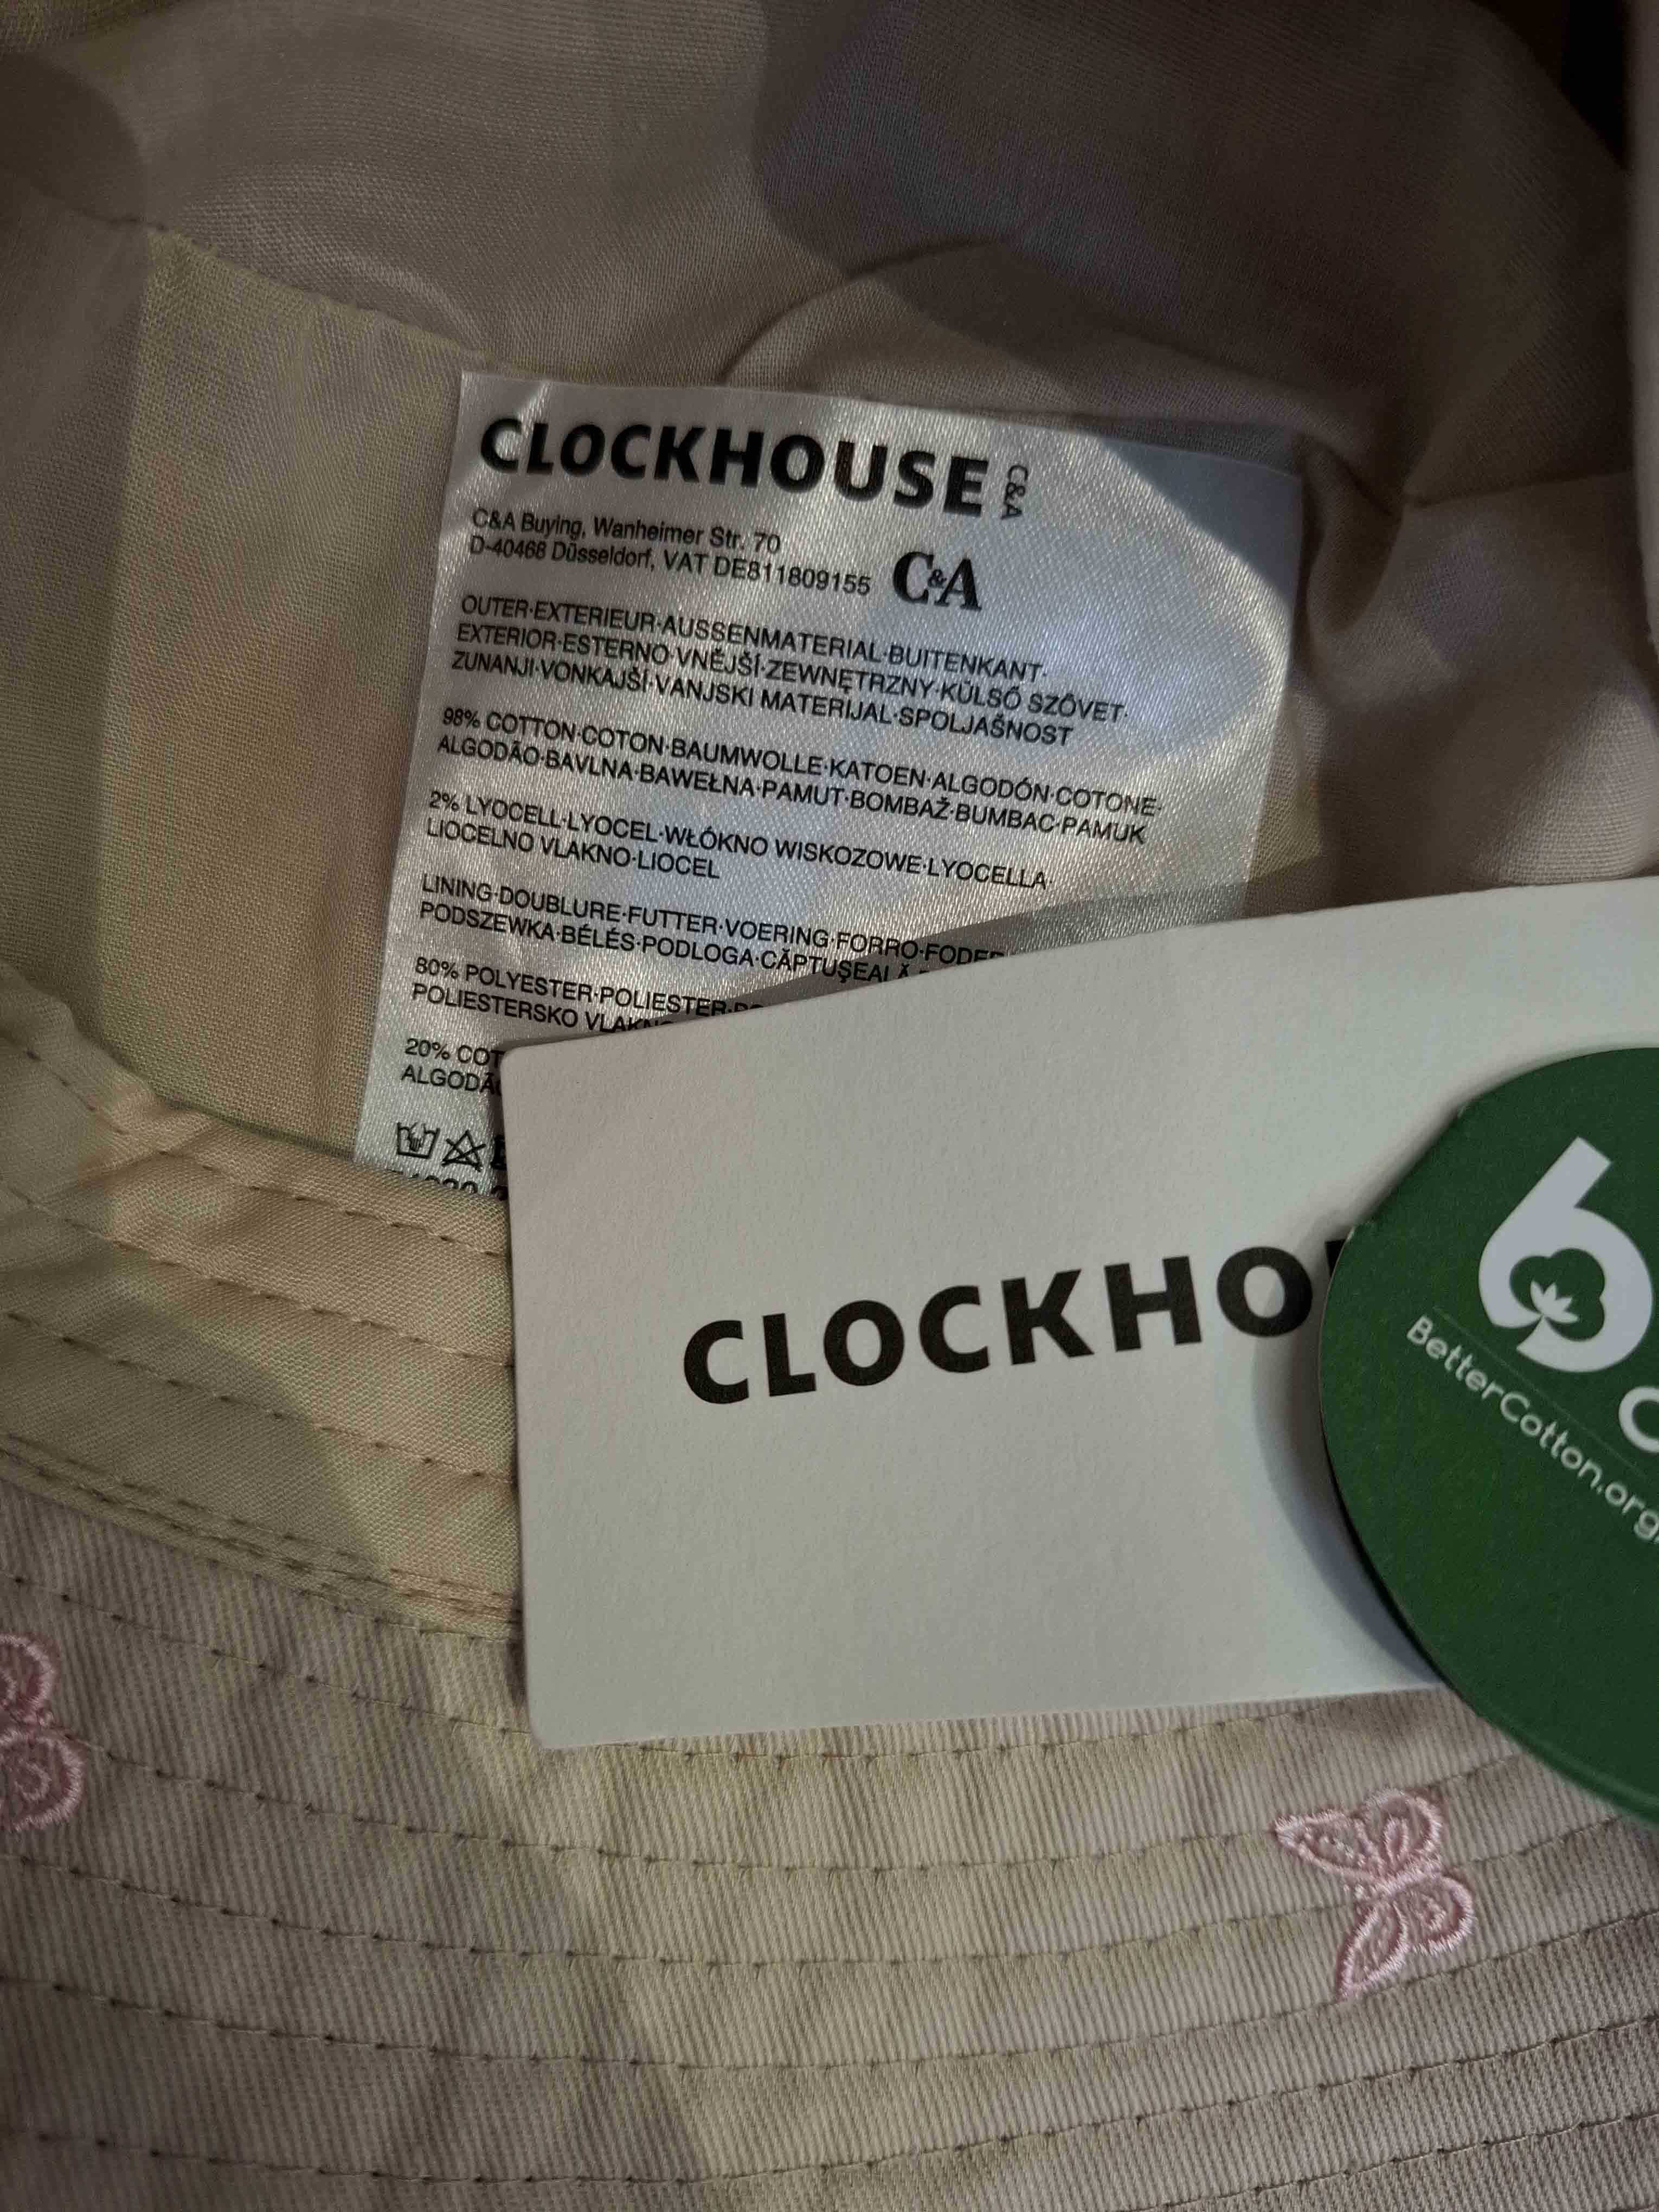 CLOCKHOUSE C&A
C&A Buying, Wanheimer Str. 70
D-40468 Düsseldorf, VAT DE811809155
C&A
OUTER·EXTERIEUR·AUSSENMATERIAL·BUITENKANT·
EXTERIOR·ESTERNO·VNĚJŠÍ·ZEWNĘTRZNY·KÜLSŐ SZÖVET·
ZUNANJI·VONKAJŠÍ·VANJSKI MATERIJAL·SPOLJAŠNOST
98% COTTON·COTON·BAUMWOLLE·KATOEN·ALGODÓN·COTONE·
ALGODÃO·BAVLNA·BAWEŁNA·PAMUT·BOMBAŽ·BUMBAC·PAMUK
2% LYOCELL·LYOCEL·WŁÓKNO WISKOZOWE·LYOCELLA·
LIOCELNO VLAKNO·LIOCEL
LINING·DOUBLURE·FUTTER·VOERING·FORRO·FODE
PODSZEWKA·BÉLÉS·PODLOGA·CĂPTUŞEALĂ
80% POLYESTER·POLIESTER·
POLIESTERSKO VLAKN
20% COT
ALGODÃ
CLOCKHO
b
BetterCotton.org